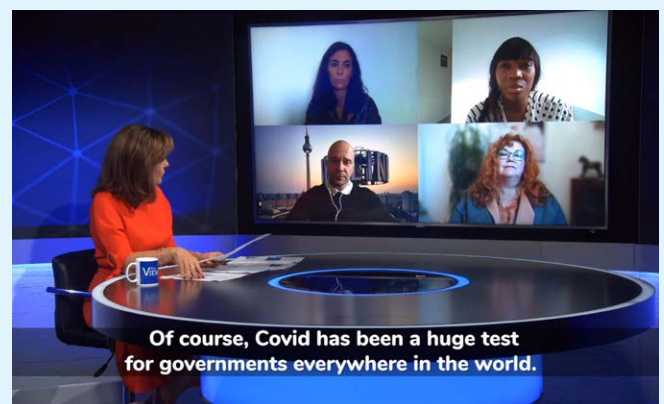 Of course, Covid has been a huge test
for governments everywhere in the world.